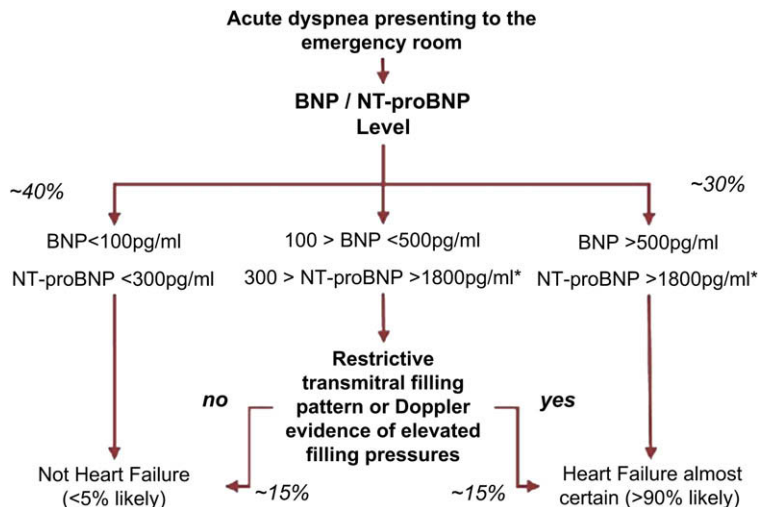 Acute dyspnea presenting to the
emergency room
BNP / NT-proBNP
Level
~40%
~30%
BNP<100pg/ml
100 > BNP <500pg/ml
BNP >500pg/ml
NT-proBNP <300pg/ml
300 > NT-proBNP >1800pg/ml*
NT-proBNP >1800pg/ml*
Restrictive
transmitral filling
pattern or Doppler
evidence of elevated
filling pressures
no
yes
Not Heart Failure
(<5% likely)
~15%
~15%
Heart Failure almost
certain (>90% likely)